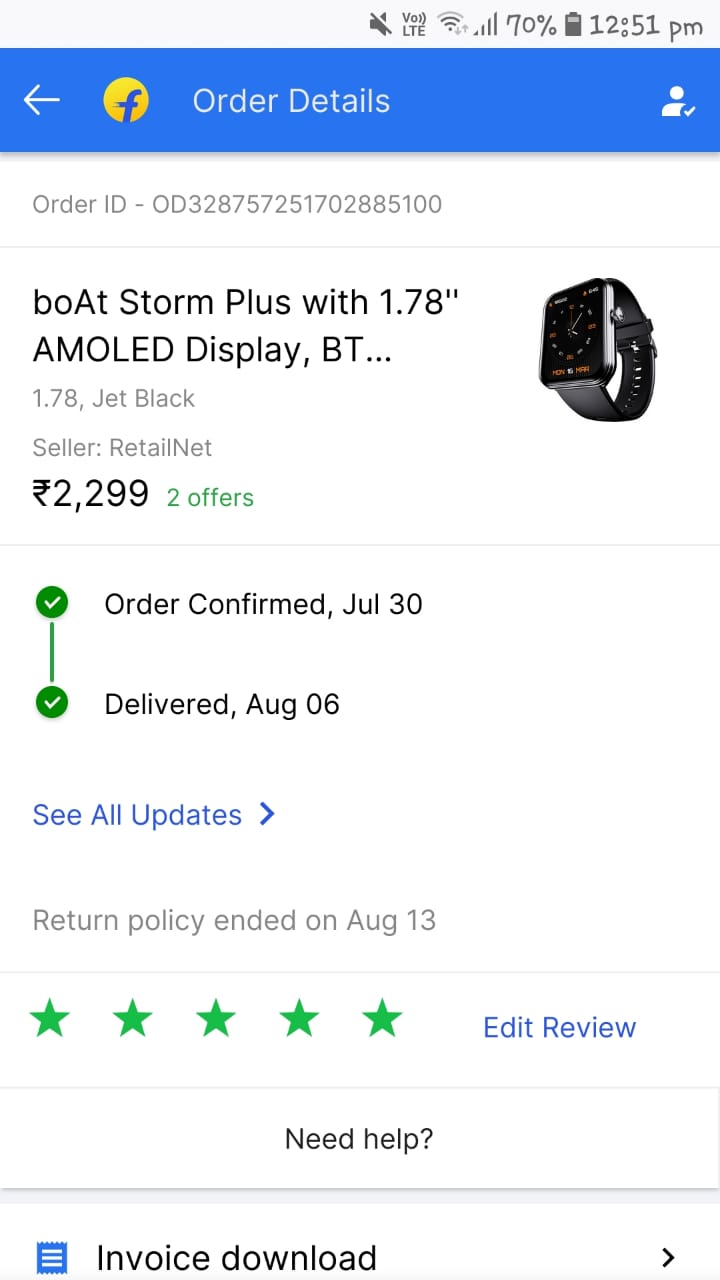 Vo)) LTE 70% 12:51 pm
Order Details
Order ID - OD328757251702885100
boAt Storm Plus with 1.78''
AMOLED Display, BT...
1.78, Jet Black
Seller: RetailNet
₹2,299 2 offers
Order Confirmed, Jul 30
Delivered, Aug 06
See All Updates
Return policy ended on Aug 13
Edit Review
Need help?
Invoice download